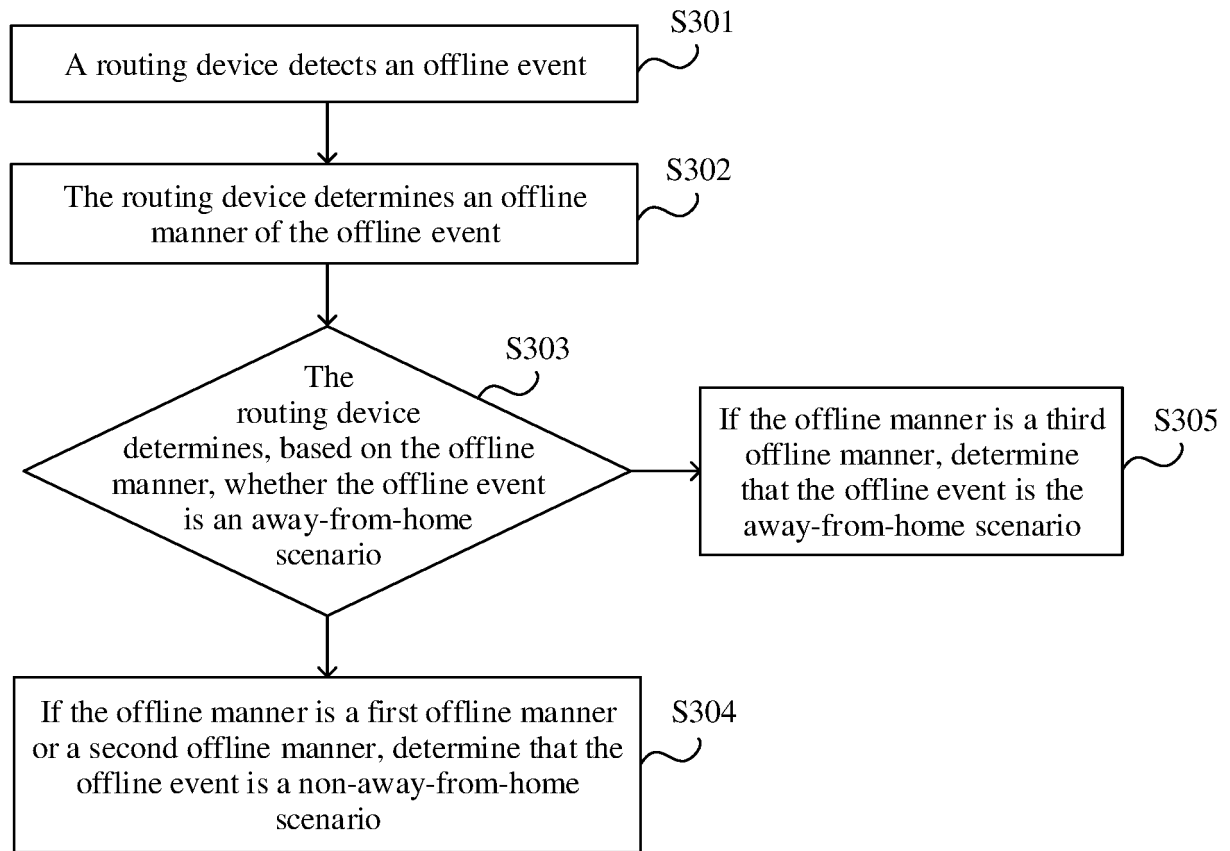 S301
A routing device detects an offline event
S302
The routing device determines an offline
manner of the offline event
S303
The
routing device
determines, based on the offline
manner, whether the offline event
is an away-from-home
scenario
If the offline manner is a third
offline manner, determine
that the offline event is the
away-from-home scenario
S305
If the offline manner is a first offline manner
or a second offline manner, determine that the
offline event is a non-away-from-home
scenario
S304